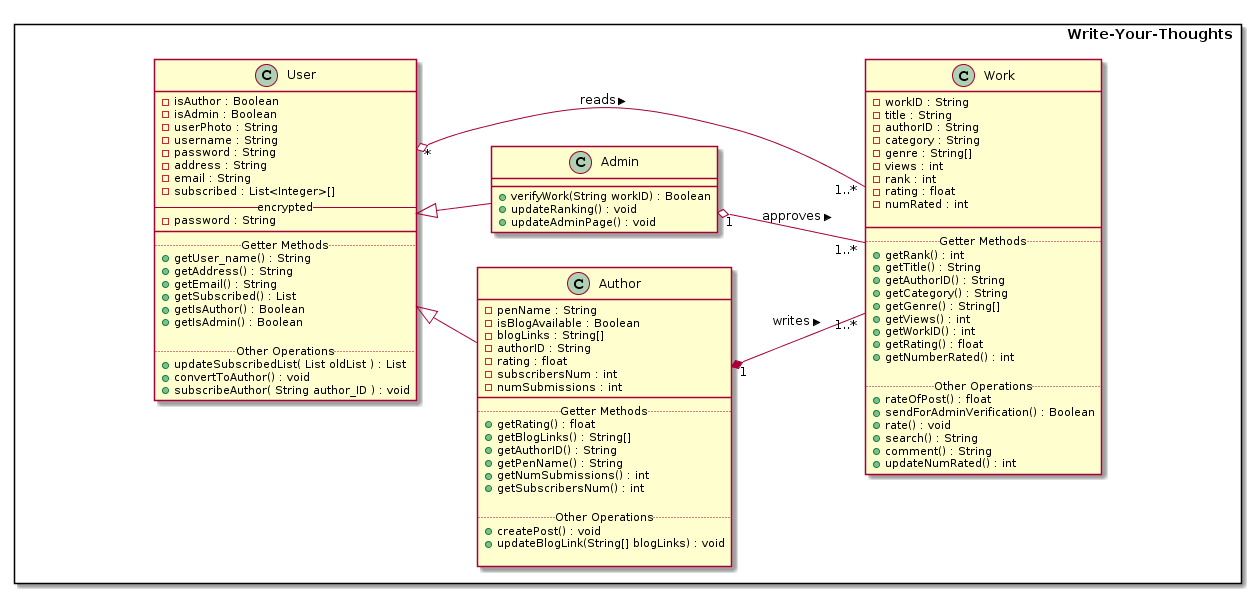 Write-Your-Thoughts
C User
isAuthor : Boolean
isAdmin : Boolean
userPhoto : String
username : String
password : String
address : String
email : String
subscribed : List<Integer>[]
encrypted
password : String
Getter Methods
getUser_name() : String
getAddress() : String
getEmail() : String
getSubscribed() : List
getIsAuthor() : Boolean
getIsAdmin() : Boolean
Other Operations
updateSubscribedList( List oldList ) : List
convertToAuthor() : void
subscribeAuthor( String author_ID ) : void
reads
*
1..*
C Admin
verifyWork(String workID) : Boolean
updateRanking() : void
updateAdminPage() : void
approves
1
1..*
C Author
penName : String
isBlogAvailable : Boolean
blogLinks : String[]
authorID : String
rating : float
subscribersNum : int
numSubmissions : int
Getter Methods
getRating() : float
getBlogLinks() : String[]
getAuthorID() : String
getPenName() : String
getNumSubmissions() : int
getSubscribersNum() : int
Other Operations
createPost() : void
updateBlogLink(String[] blogLinks) : void
writes
1
1..*
C Work
workID : String
title : String
authorID : String
category : String
genre : String[]
views : int
rank : int
rating : float
numRated : int
Getter Methods
getRank() : int
getTitle() : String
getAuthorID() : String
getCategory() : String
getGenre() : String[]
getViews() : int
getWorkID() : int
getRating() : float
getNumberRated() : int
Other Operations
rateOfPost() : float
sendForAdminVerification() : Boolean
rate() : void
search() : String
comment() : String
updateNumRated() : int